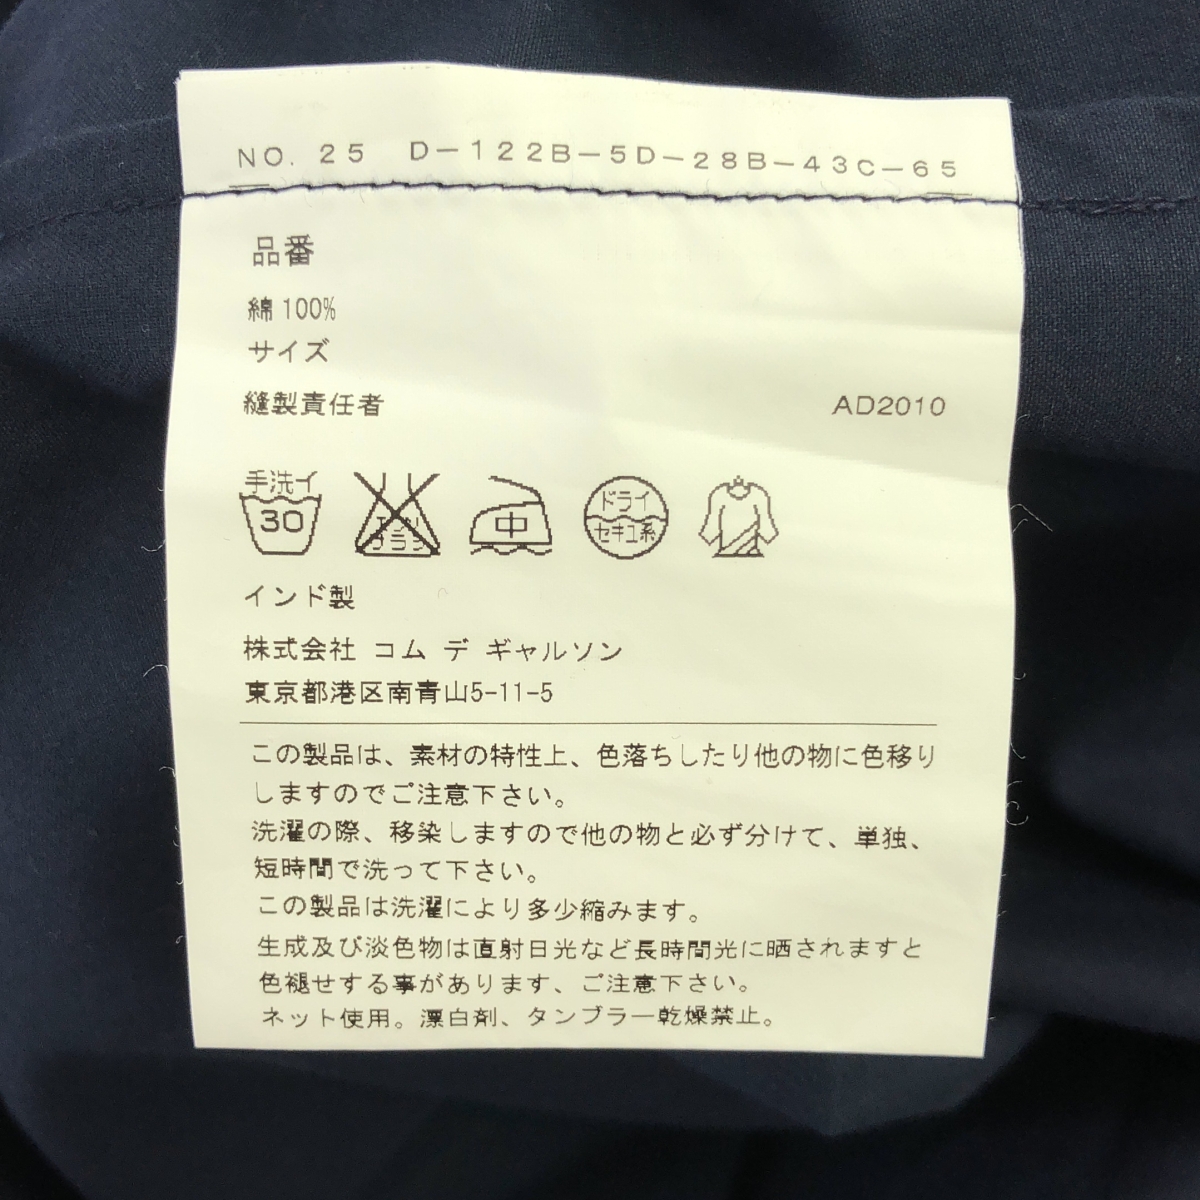 NO. 25 D-122B-5D-28B-43C-65
品番
綿100%
サイズ
縫製責任者 AD2010
手洗イ
30
エンソ
サラシ
中
ドライ
セキユ系
インド製
株式会社 コム デ ギャルソン
東京都港区南青山5-11-5
この製品は、素材の特性上、色落ちしたり他の物に色移り
しますのでご注意下さい。
洗濯の際、移染しますので他の物と必ず分けて、単独、
短時間で洗って下さい。
この製品は洗濯により多少縮みます。
生成及び淡色物は直射日光など長時間光に晒されますと
色褪せする事があります、ご注意下さい。
ネット使用。漂白剤、タンブラー乾燥禁止。